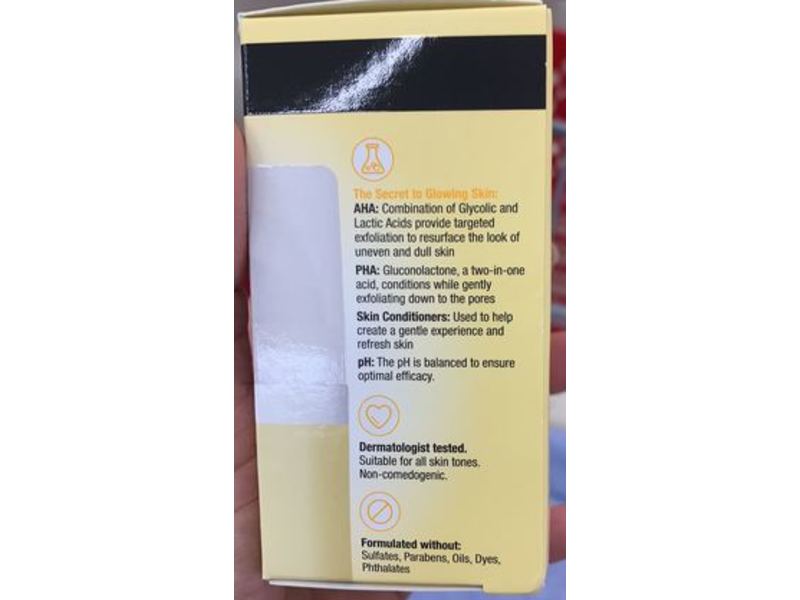 The Secret to Glowing Skin:
AHA: Combination of Glycolic and
Lactic Acids provide targeted
exfoliation to resurface the look of
uneven and dull skin
PHA: Gluconolactone, a two-in-one
acid, conditions while gently
exfoliating down to the pores
Skin Conditioners: Used to help
create a gentle experience and
refresh skin
pH: The pH is balanced to ensure
optimal efficacy.
Dermatologist tested.
Suitable for all skin tones.
Non-comedogenic.
Formulated without:
Sulfates, Parabens, Oils, Dyes,
Phthalates